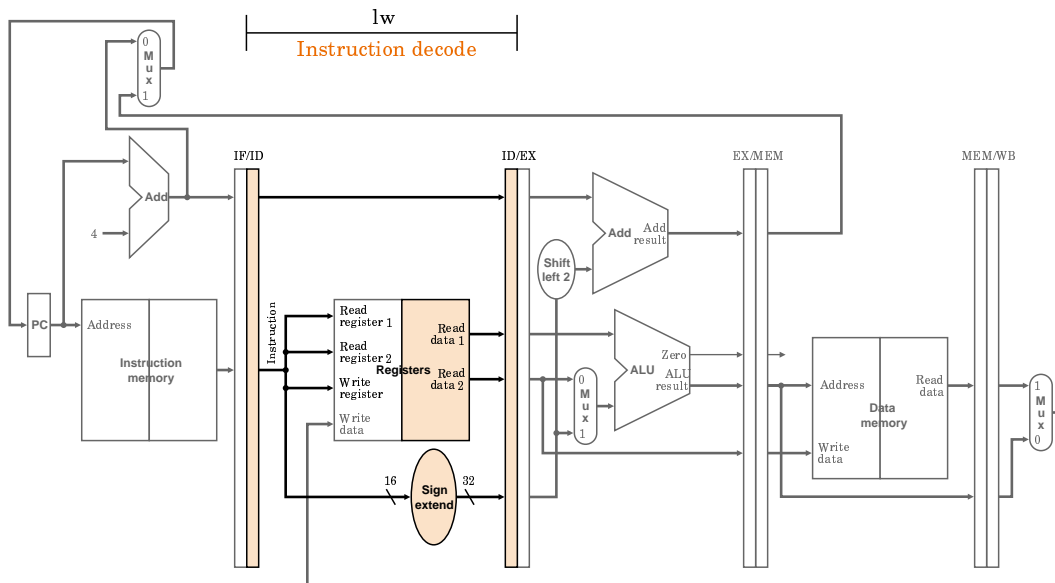 lw
Instruction decode
0
M
u
x
1
IF/ID
ID/EX
EX/MEM
MEM/WB
Add
4
Add
Add
result
Shift
left 2
PC
Address
Instruction
memory
Instruction
Read
register 1
Read
register 2
Write
register
Write
data
Registers
Read
data 1
Read
data 2
16
Sign
extend
32
0
M
u
x
1
Zero
ALU
ALU
result
Address
Write
data
Data
memory
Read
data
1
M
u
x
0